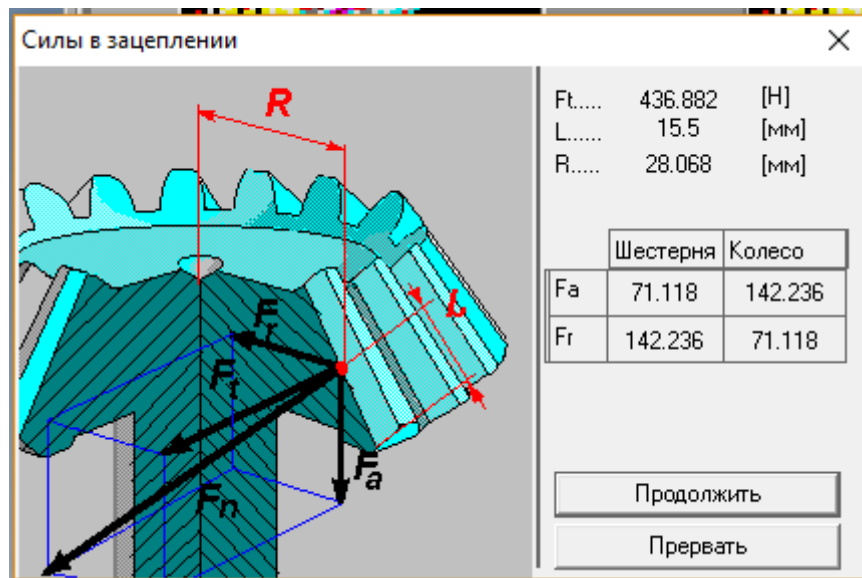 Силы в зацеплении
R
L
Fr
Ft
Fa
Fn
Ft..... 436.882 [Н]
L...... 15.5 [мм]
R..... 28.068 [мм]
Шестерня Колесо
Fa 71.118 142.236
Fr 142.236 71.118
Продолжить
Прервать